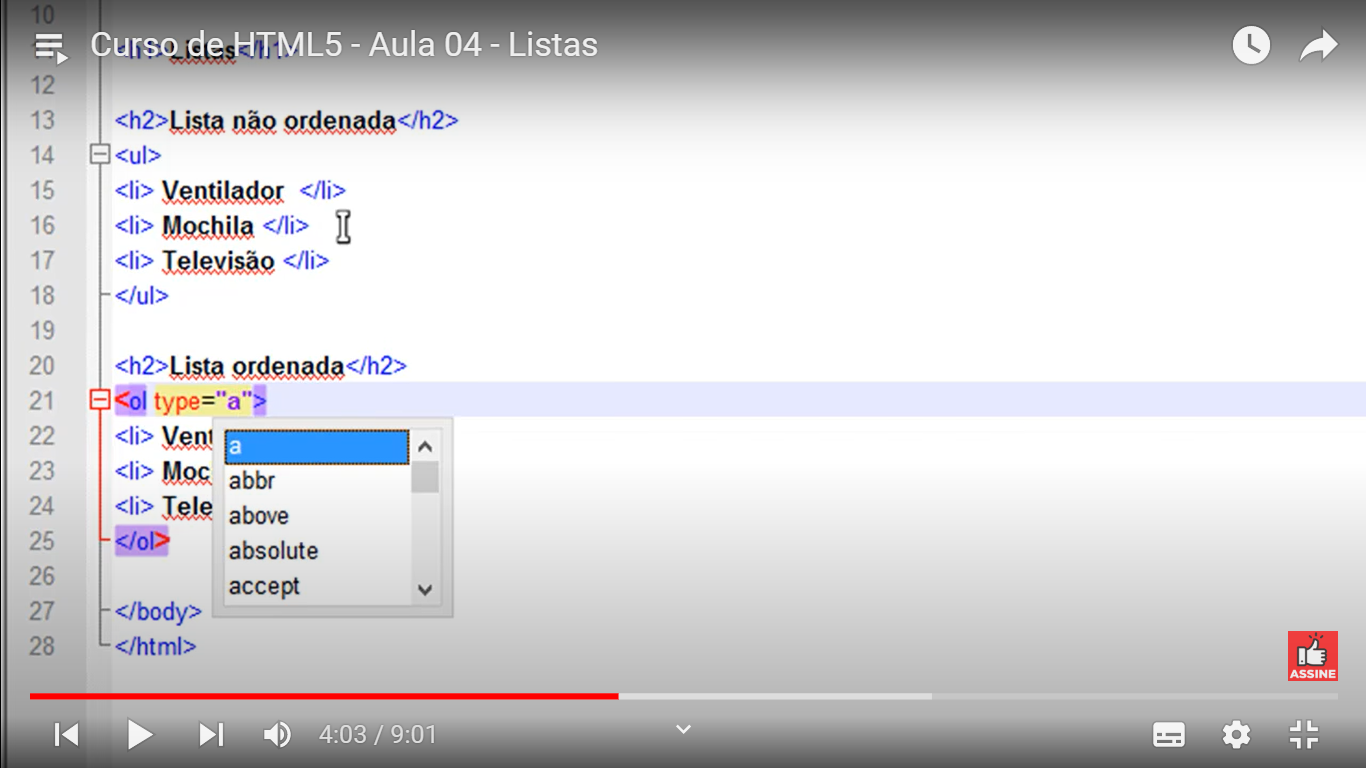 10
Curso de HTML5 - Aula 04 - Listas
12
13 <h2>Lista não ordenada</h2>
14 <ul>
15 <li> Ventilador </li>
16 <li> Mochila </li>
17 <li> Televisão </li>
18 </ul>
19
20 <h2>Lista ordenada</h2>
21 <ol type="a">
22 <li> Vent
a
23 <li> Moc
abbr
24 <li> Tele
above
25 </ol>
absolute
26
accept
27 </body>
28 </html>
ASSINE
4:03 / 9:01